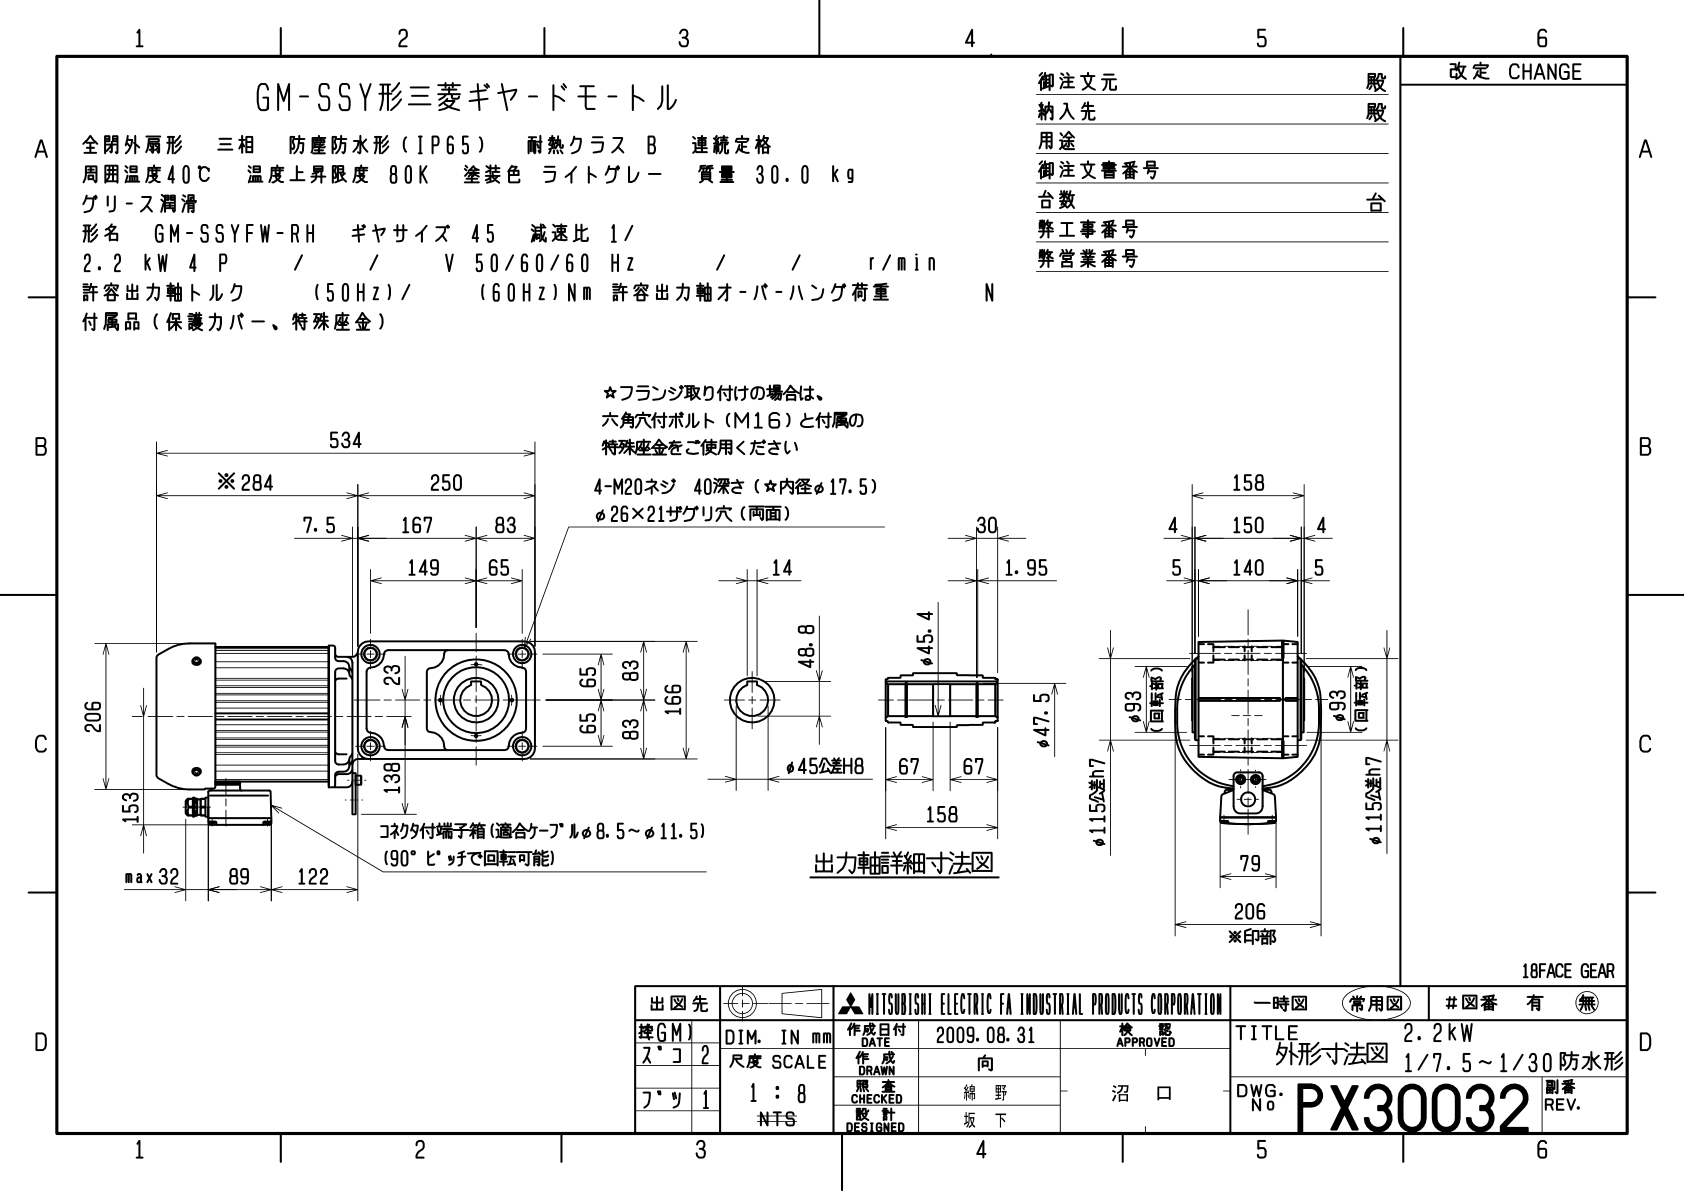 1 2 3 4 5 6
改定 CHANGE
GM-SSY形三菱ギヤ-ドモ-トル
全閉外扇形 三相 防塵防水形(IP65) 耐熱クラス B 連続定格
周囲温度40℃ 温度上昇限度 80K 塗装色 ライトグレー 質量 30.0 kg
グリ-ス潤滑
形名 GM-SSYFW-RH ギヤサイズ 45 減速比 1/
2.2 kW 4 P / / V 50/60/60 Hz / / r/min
許容出力軸トルク (50Hz)/ (60Hz)Nm 許容出力軸オ-バ-ハング荷重 N
付属品(保護カバー、特殊座金)
御注文元 殿
納入先 殿
用途
御注文書番号
台数 台
弊工事番号
弊営業番号
A A
B B
C C
D D
☆フランジ取り付けの場合は、
六角穴付ボルト(M16)と付属の
特殊座金をご使用ください
4-M20ネジ 40深さ(☆内径φ17.5)
φ26×21ザグリ穴(両面)
534
※284 250
7.5 167 83
149 65
206
153
23
138
65
65
83
83
166
max32 89 122
コネクタ付端子箱(適合ケーブルφ8.5～φ11.5)
(90°ピッチで回転可能)
14
48.8
φ45公差H8
30
1.95
φ45.4
φ47.5
67 67
158
出力軸詳細寸法図
158
4 150 4
5 140 5
φ93
(回転部)
φ93
(回転部)
φ115公差h7
φ115公差h7
79
206
※印部
18FACE GEAR
出図先
MITSUBISHI ELECTRIC FA INDUSTRIAL PRODUCTS CORPORATION
一時図 常用図 #図番 有 無
DIM. IN mm
尺度 SCALE
1 : 8
NTS
(GM)
ズコ 2
ブツ 1
作成日付
DATE
2009.08.31
検 認
APPROVED
作 成
DRAWN
向
照 査
CHECKED
綿 野
沼 口
設 計
DESIGNED
坂 下
TITLE 2.2kW
外形寸法図 1/7.5～1/30防水形
DWG.
No
PX30032
副番
REV.
1 2 3 4 5 6